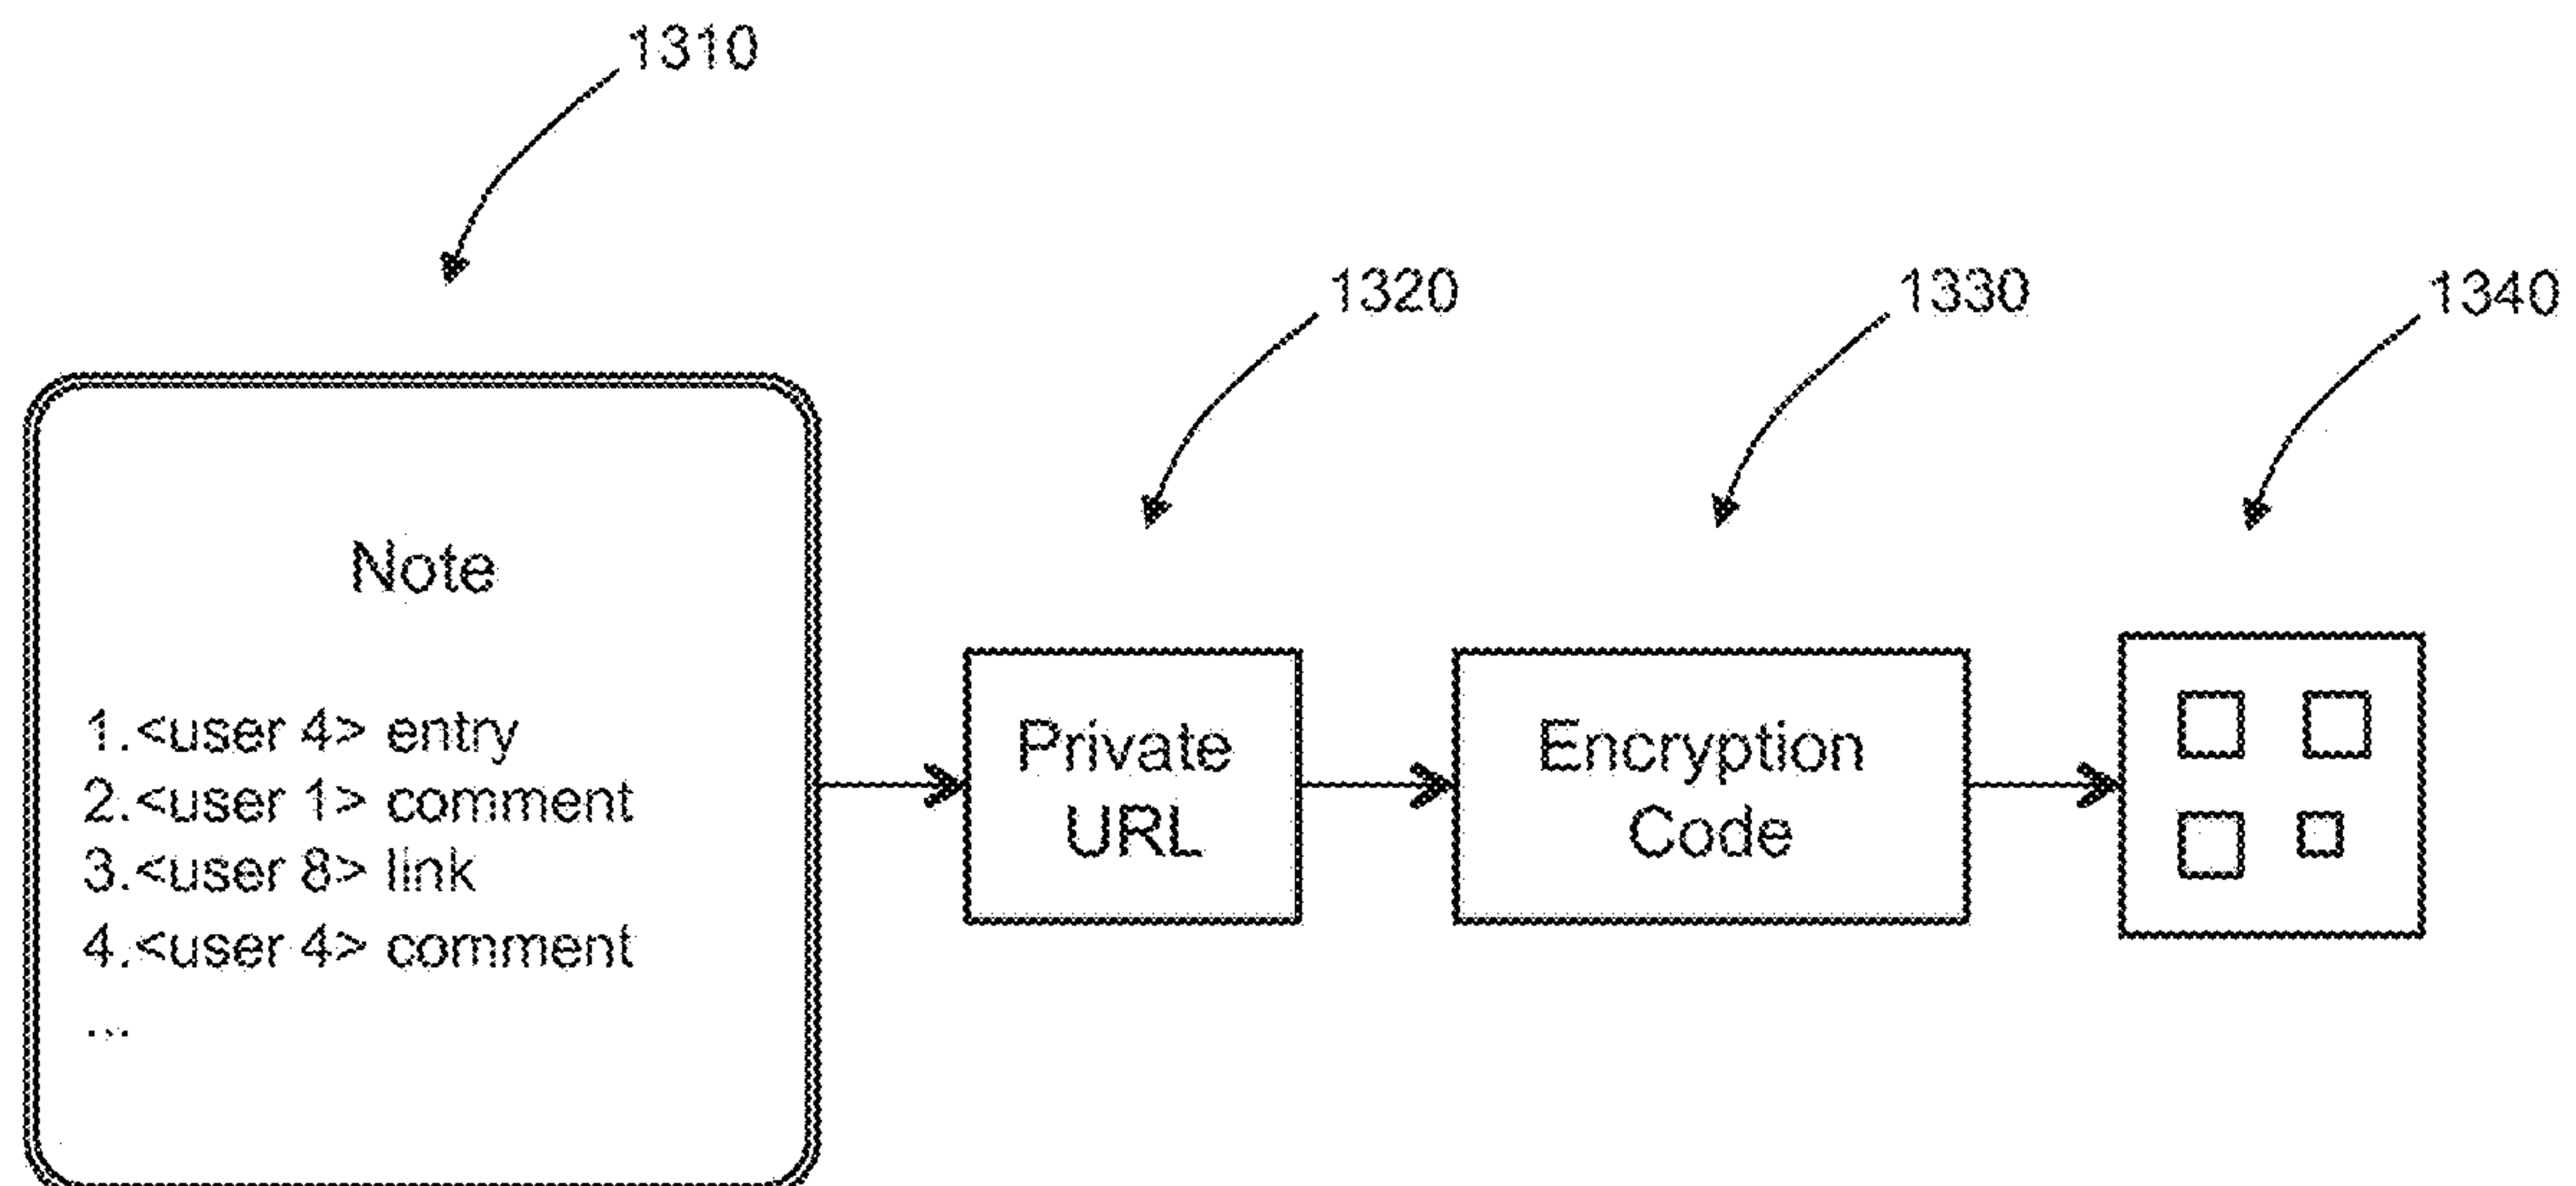 1310
1320
1330
1340
Note
1.<user 4> entry
2.<user 1> comment
3.<user 8> link
4.<user 4> comment
...
Private
URL
Encryption
Code